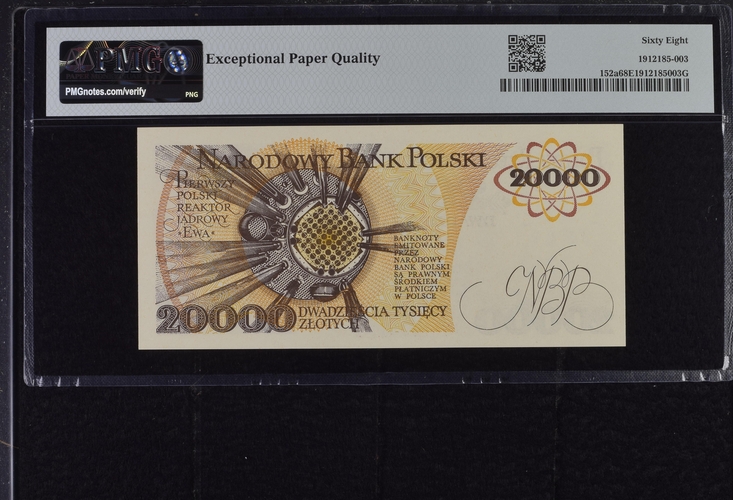 PMG
PMGnotes.com/verify
PNG
Exceptional Paper Quality
Sixty Eight
1912185-003
152a68E1912185003G
NARODOWY BANK POLSKI
PIERWSZY
POLSKI
REAKTOR
JĄDROWY
»EWA«
20000
BANKNOTY
EMITOWANE
PRZEZ
NARODOWY
BANK POLSKI
SĄ PRAWNYM
ŚRODKIEM
PŁATNICZYM
W POLSCE
NBP
20000
DWADZIEŚCIA TYSIĘCY
ZŁOTYCH